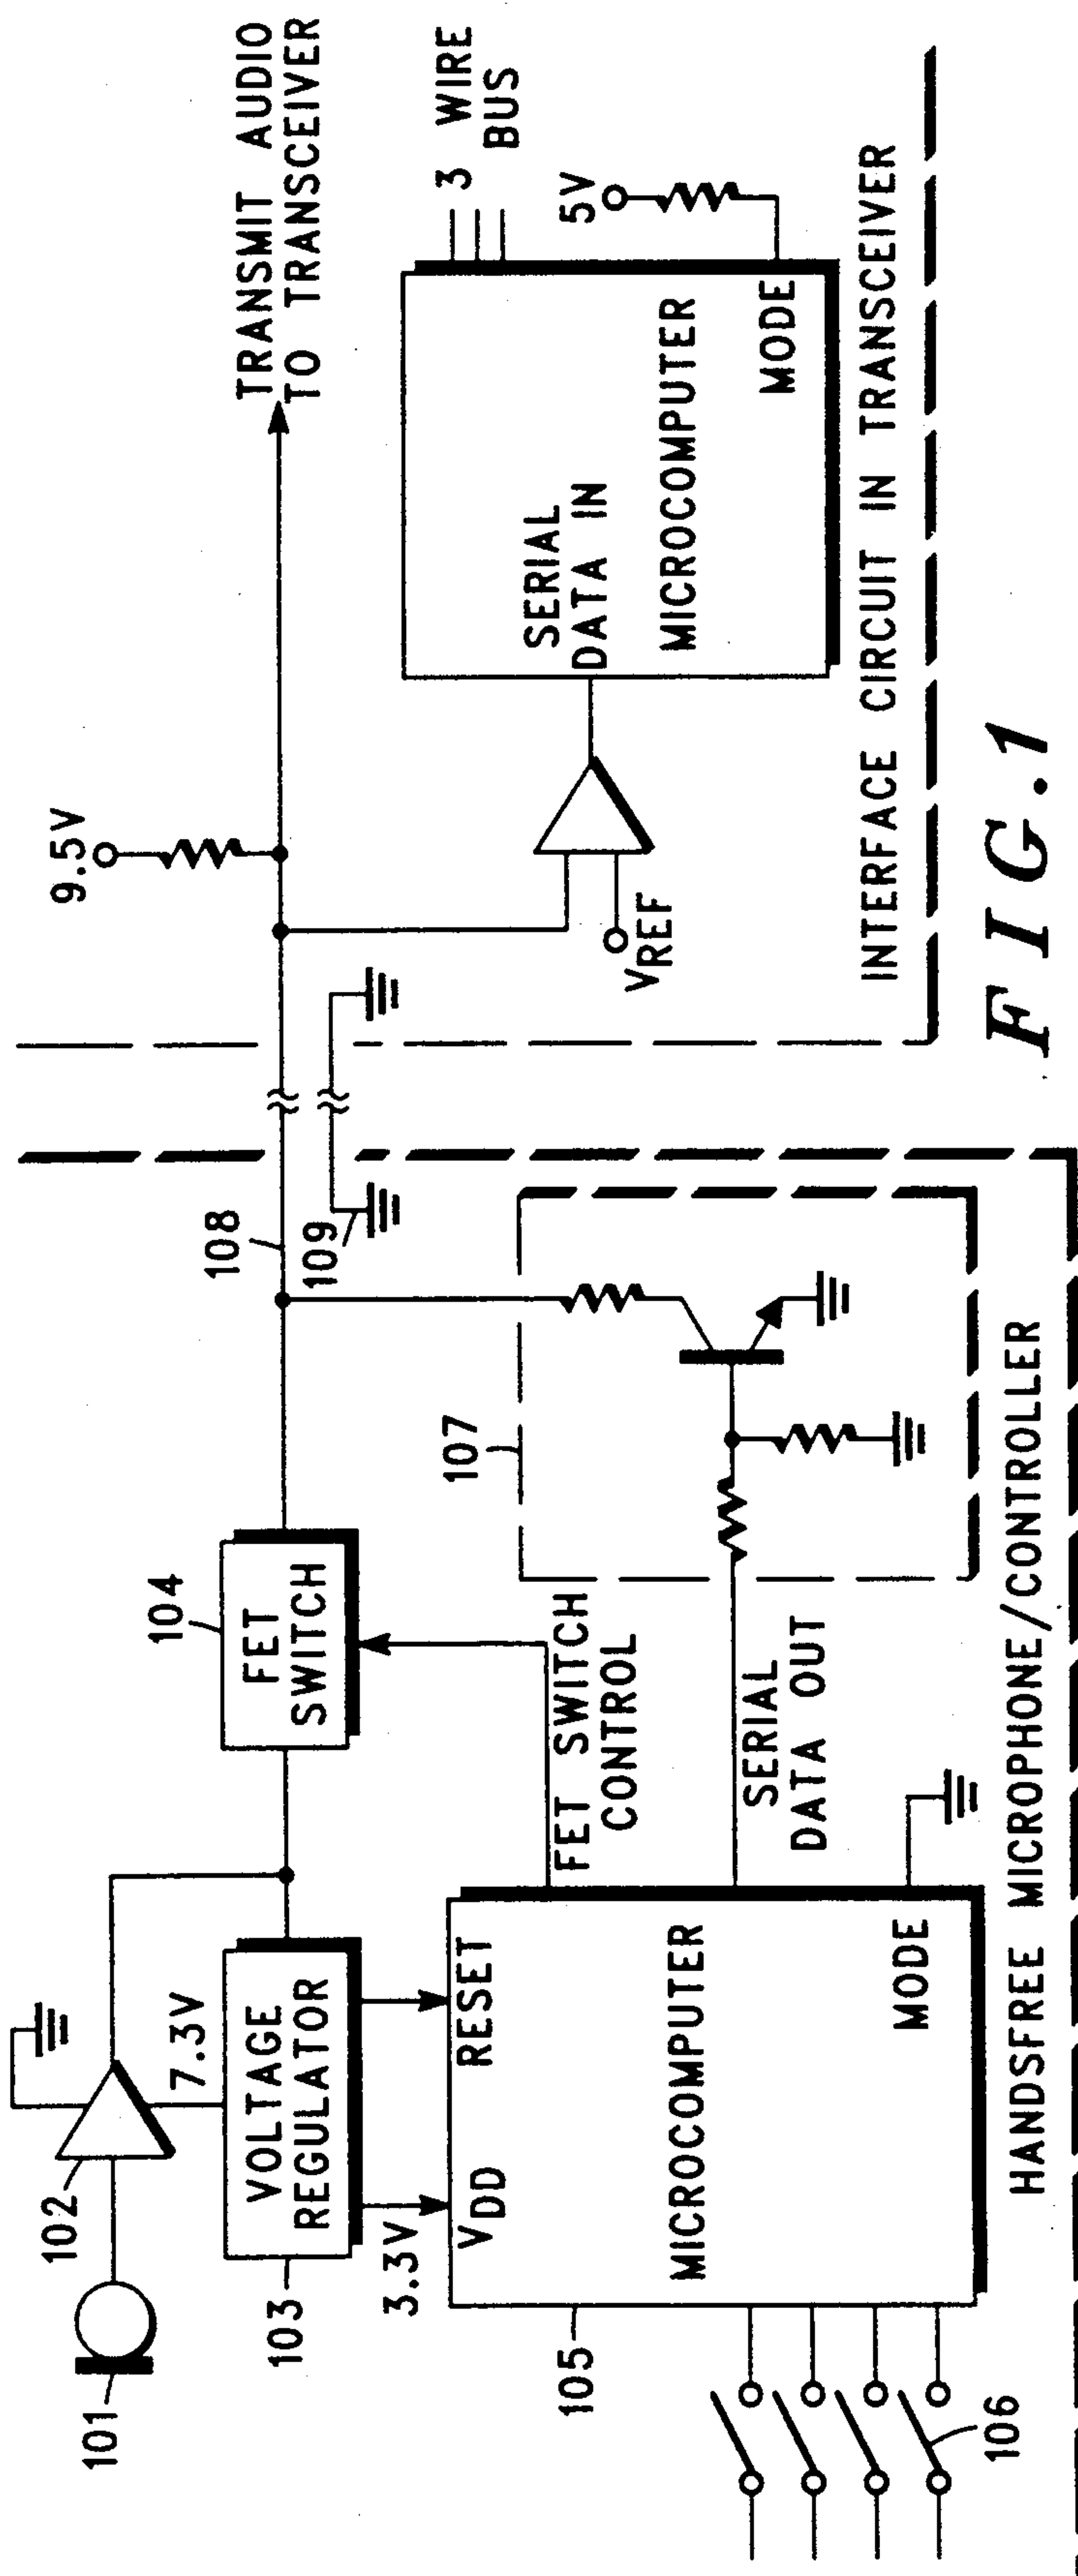 101
102
7.3V
103
VOLTAGE
REGULATOR
3.3V
VDD
RESET
105
MICROCOMPUTER
MODE
106
104
FET
SWITCH
FET SWITCH
CONTROL
SERIAL
DATA OUT
107
108
109
HANDSFREE MICROPHONE/CONTROLLER
9.5V
TRANSMIT AUDIO
TO TRANSCEIVER
VREF
SERIAL
DATA IN
MICROCOMPUTER
MODE
3 WIRE
BUS
5V
INTERFACE CIRCUIT IN TRANSCEIVER
FIG.1